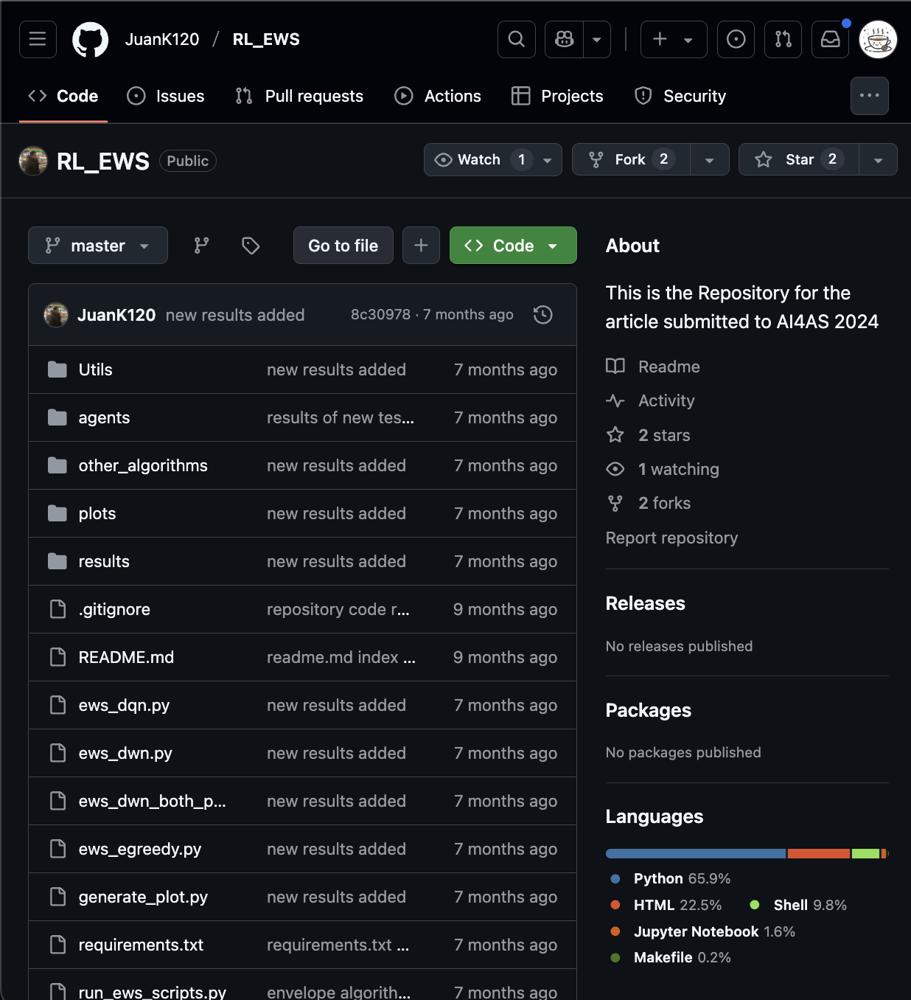 JuanK120 / RL_EWS
Code Issues Pull requests Actions Projects Security
RL_EWS Public Watch 1 Fork 2 Star 2
master Go to file Code
JuanK120 new results added 8c30978 · 7 months ago
Utils new results added 7 months ago
agents results of new tes... 7 months ago
other_algorithms new results added 7 months ago
plots new results added 7 months ago
results new results added 7 months ago
.gitignore repository code r... 9 months ago
README.md readme.md index ... 9 months ago
ews_dqn.py new results added 7 months ago
ews_dwn.py new results added 7 months ago
ews_dwn_both_p... new results added 7 months ago
ews_egreedy.py new results added 7 months ago
generate_plot.py new results added 7 months ago
requirements.txt requirements.txt ... 7 months ago
run_ews_scripts.py envelope algorith... 7 months ago
About
This is the Repository for the
article submitted to AI4AS 2024
Readme
Activity
2 stars
1 watching
2 forks
Report repository
Releases
No releases published
Packages
No packages published
Languages
Python 65.9%
HTML 22.5% Shell 9.8%
Jupyter Notebook 1.6%
Makefile 0.2%